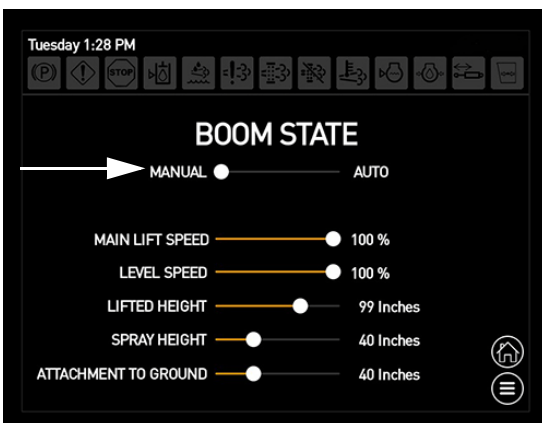 Tuesday 1:28 PM
(P) STOP
BOOM STATE
MANUAL AUTO
MAIN LIFT SPEED 100 %
LEVEL SPEED 100 %
LIFTED HEIGHT 99 Inches
SPRAY HEIGHT 40 Inches
ATTACHMENT TO GROUND 40 Inches